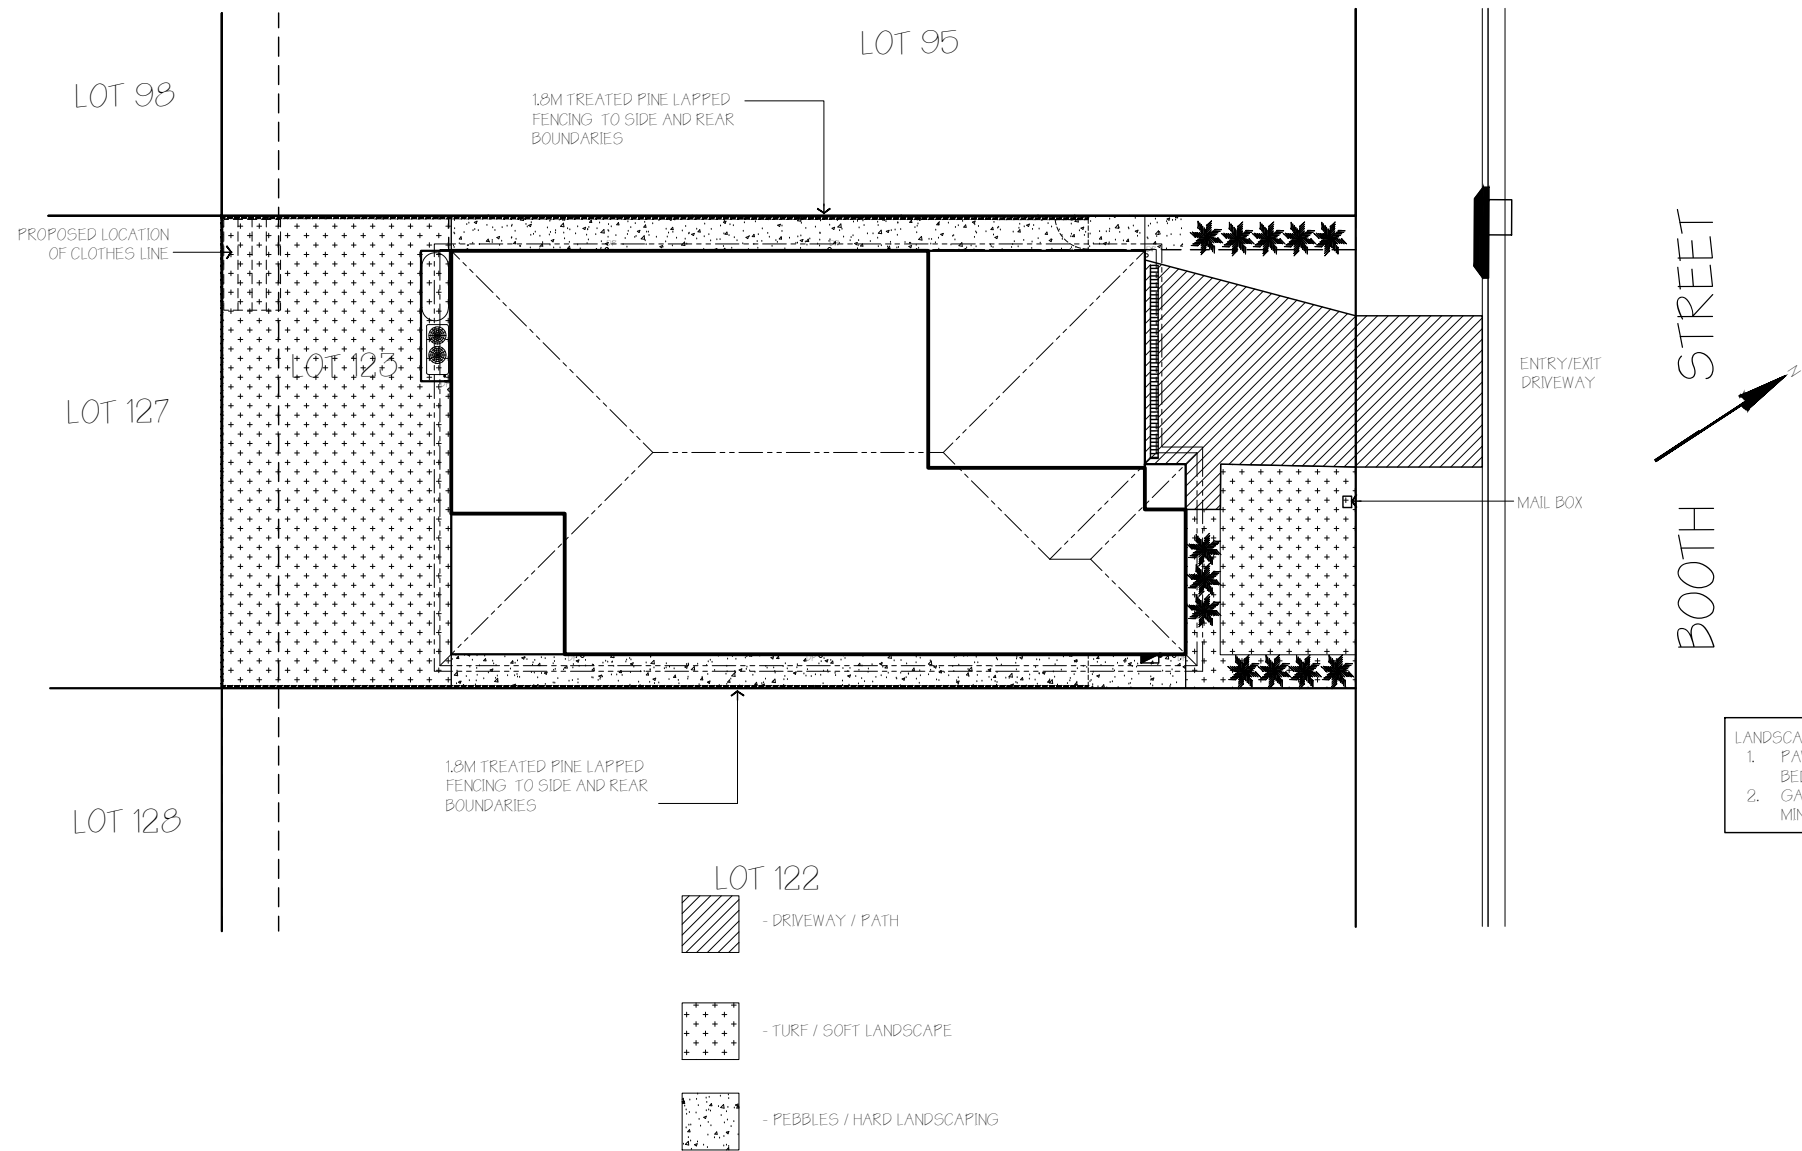 LOT 95
LOT 98
1.8M TREATED PINE LAPPED
FENCING TO SIDE AND REAR
BOUNDARIES
PROPOSED LOCATION
OF CLOTHES LINE
LOT 123
LOT 127
ENTRY/EXIT
DRIVEWAY
BOOTH STREET
N
MAIL BOX
1.8M TREATED PINE LAPPED
FENCING TO SIDE AND REAR
BOUNDARIES
LOT 128
LOT 122
- DRIVEWAY / PATH
- TURF / SOFT LANDSCAPE
- PEBBLES / HARD LANDSCAPING
1.
2.